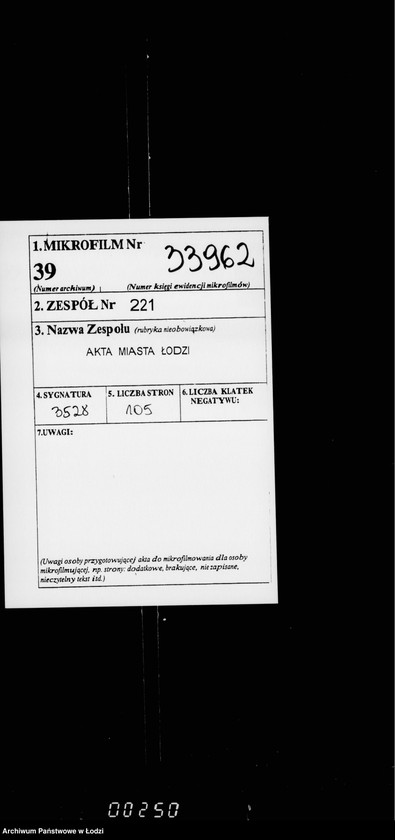 1. MIKROFILM Nr 33962
39
(Numer archiwum) (Numer księgi ewidencji mikrofilmów)
2. ZESPÓŁ Nr 221
3. Nazwa Zespolu (rubryka nieobowiązkowa)
AKTA MIASTA ŁODZI
4. SYGNATURA 5. LICZBA STRON 6. LICZBA KLATEK NEGATYWU:
3528 105
7. UWAGI:
(Uwagi osoby przygotowującej akta do mikrofilmowania dla osoby
mikrofilmującej, np. strony: dodatkowe, brakujące, nie zapisane,
nieczytelny tekst itd.)
00250
Archiwum Państwowe w Łodzi